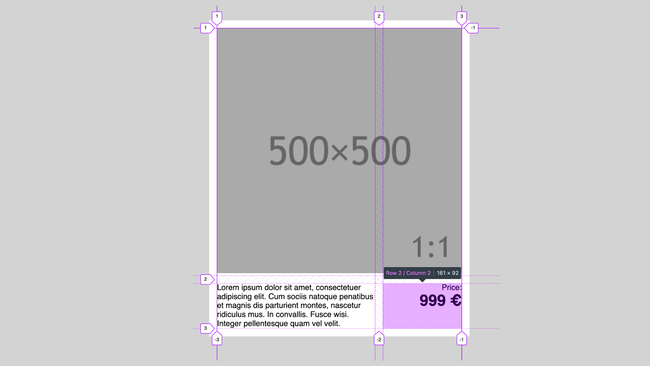 1
2
3
1
-1
500×500
1:1
Row 2 / Column 2 161 × 92
2
Lorem ipsum dolor sit amet, consectetuer
adipiscing elit. Cum sociis natoque penatibus
et magnis dis parturient montes, nascetur
ridiculus mus. In convallis. Fusce wisi.
Integer pellentesque quam vel velit.
Price:
999 €
3
-3
-2
-1